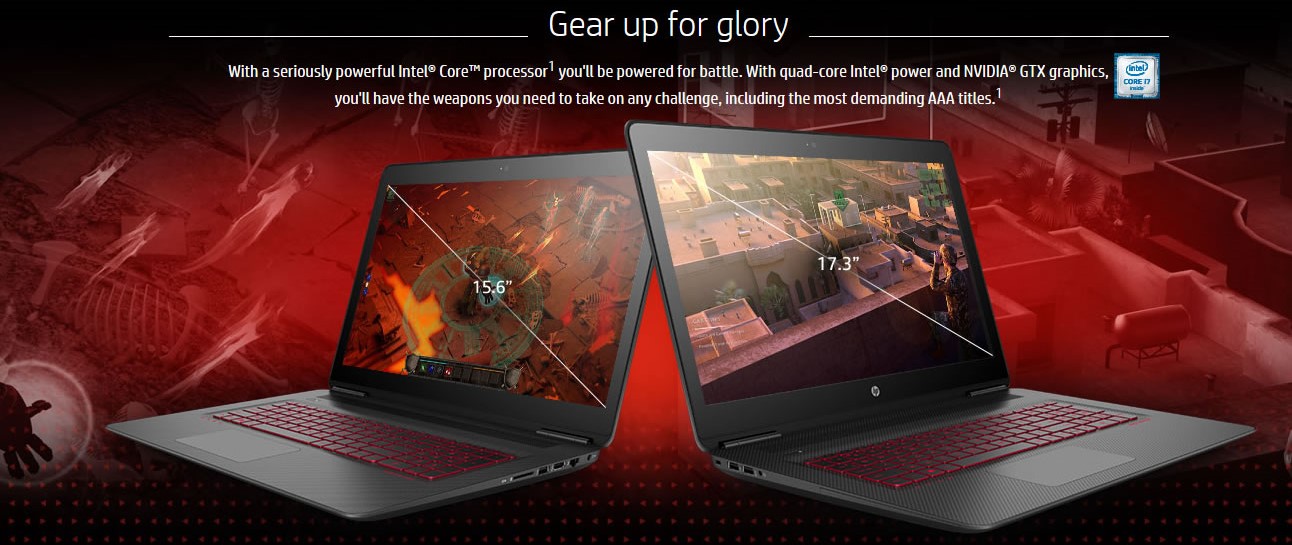 Gear up for glory
With a seriously powerful Intel® Core™ processor1 you'll be powered for battle. With quad-core Intel® power and NVIDIA® GTX graphics,
you'll have the weapons you need to take on any challenge, including the most demanding AAA titles.1
intel
CORE i7
inside
15.6”
17.3”
hp